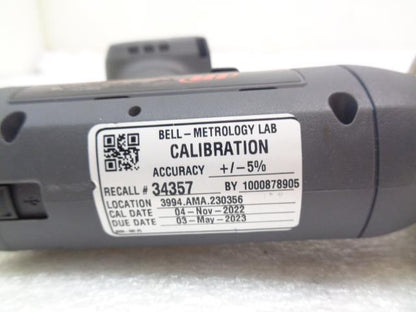 BELL - METROLOGY LAB
CALIBRATION
ACCURACY +/-5%
RECALL # 34357 BY 1000878905
LOCATION 3994.AMA.230356
CAL DATE 04-Nov-2022
DUE DATE 03-May-2023